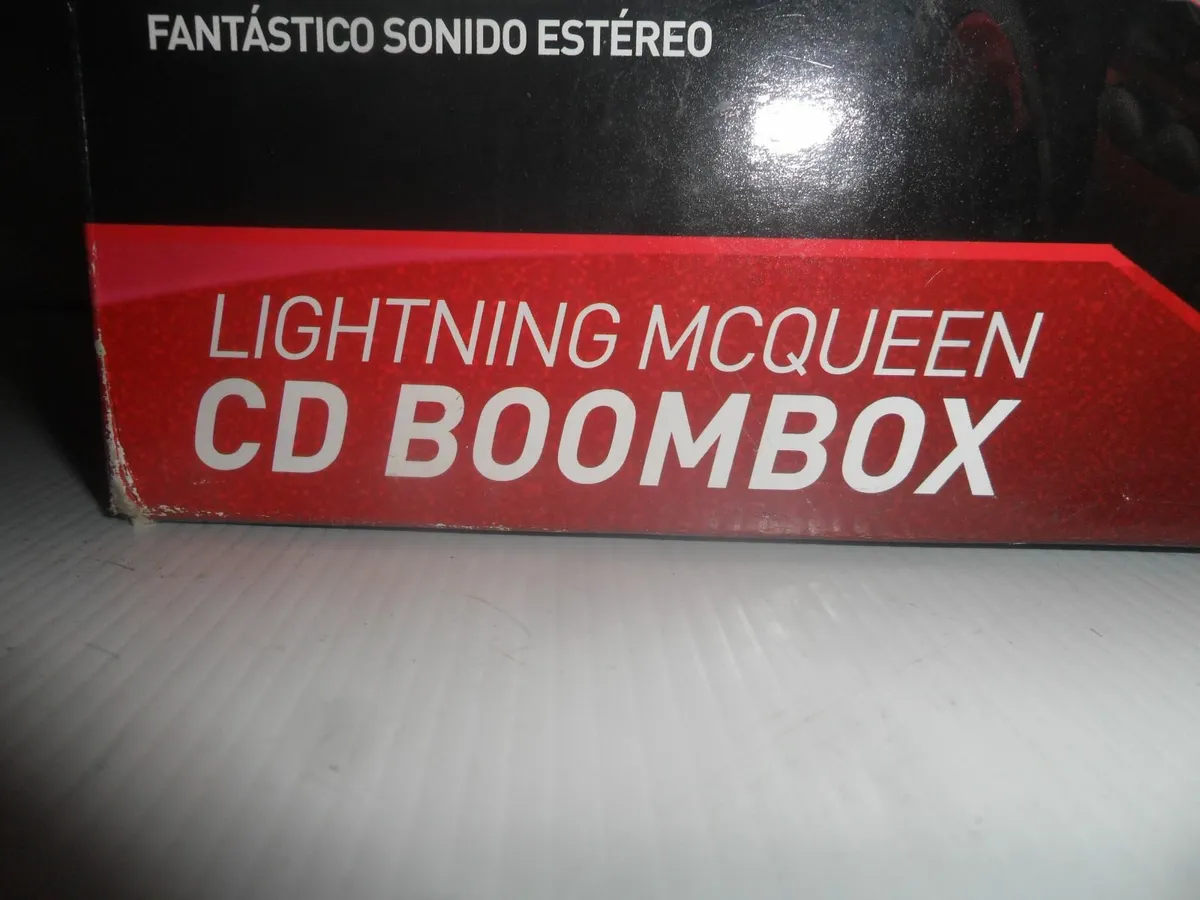 FANTÁSTICO SONIDO ESTÉREO
LIGHTNING MCQUEEN
CD BOOMBOX